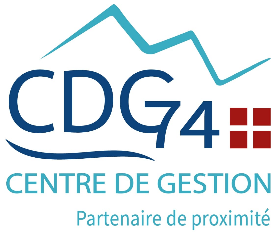 CDG74
CENTRE DE GESTION
Partenaire de proximité